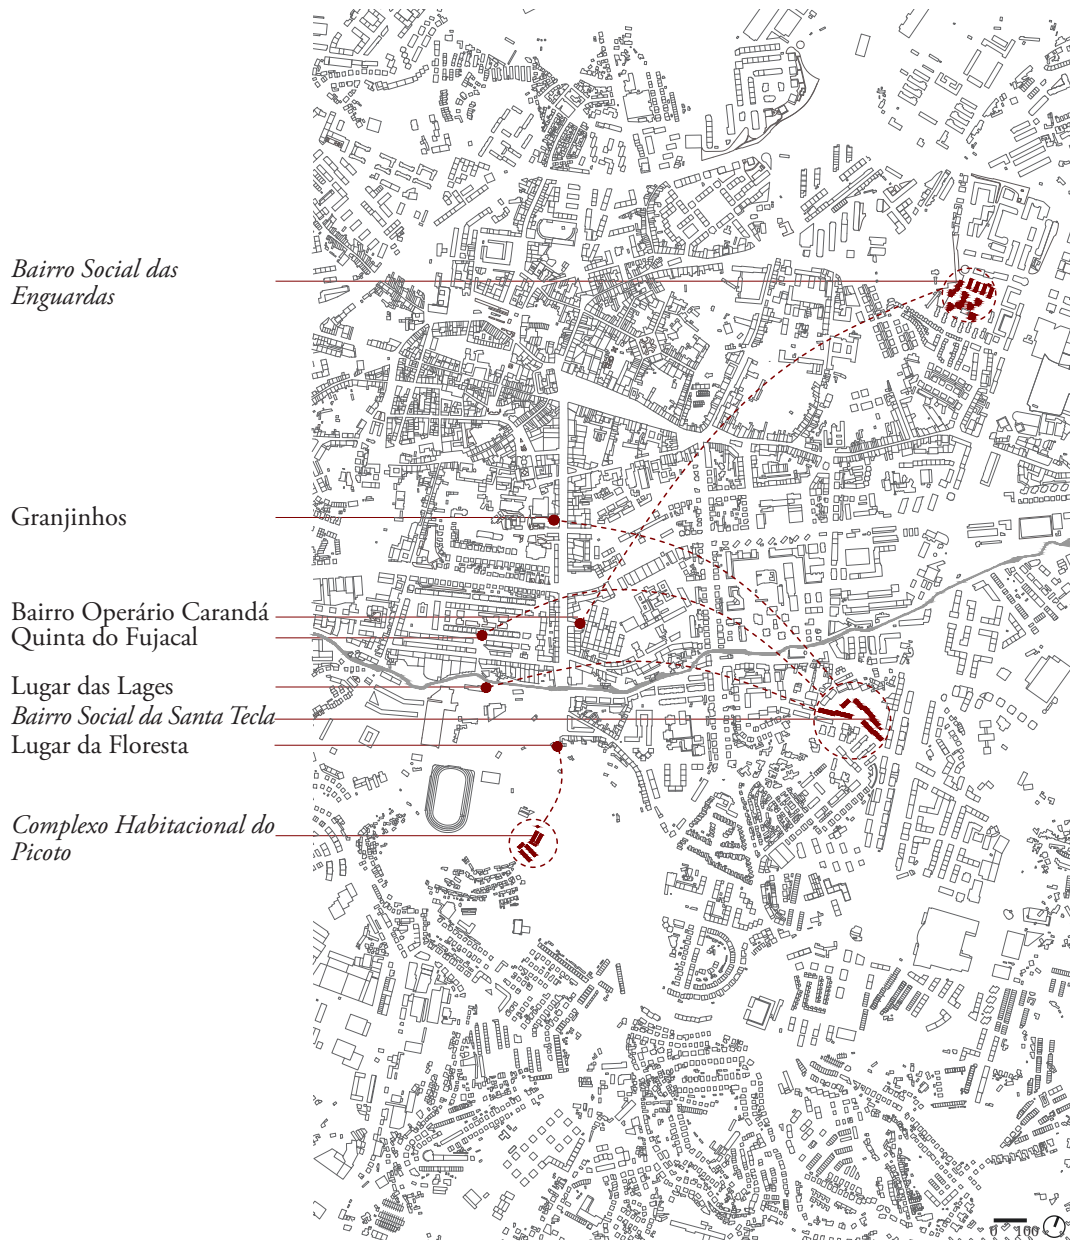 Bairro Social das
Enguardas
Granjinhos
Bairro Operário Carandá
Quinta do Fujacal
Lugar das Lages
Bairro Social da Santa Tecla
Lugar da Floresta
Complexo Habitacional do
Picoto
0 100